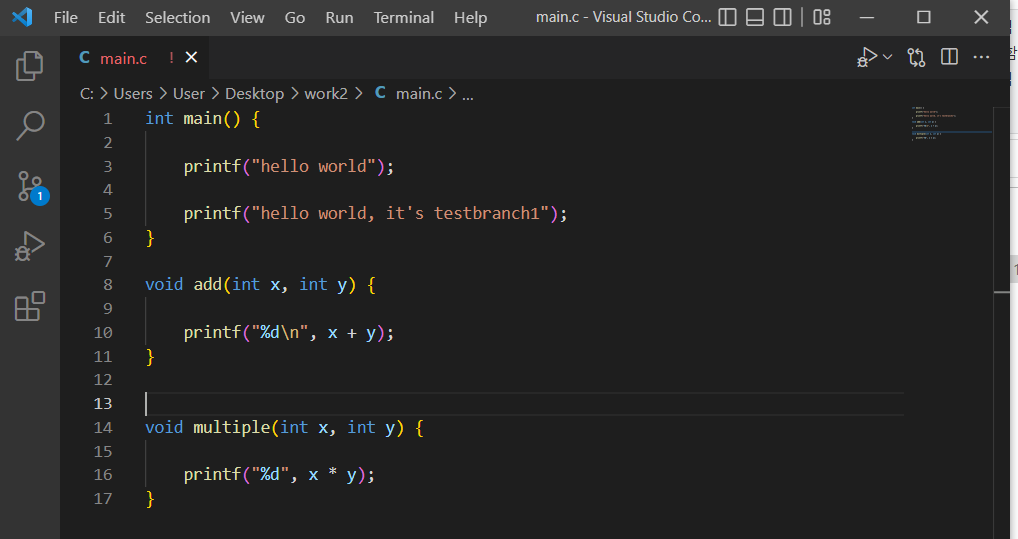 File Edit Selection View Go Run Terminal Help main.c - Visual Studio Co...
C main.c ! ×
C: > Users > User > Desktop > work2 > C main.c > ...
1 int main() {
2
3 printf("hello world");
4
5 printf("hello world, it's testbranch1");
6 }
7
8 void add(int x, int y) {
9
10 printf("%d\n", x + y);
11 }
12
13
14 void multiple(int x, int y) {
15
16 printf("%d", x * y);
17 }
1